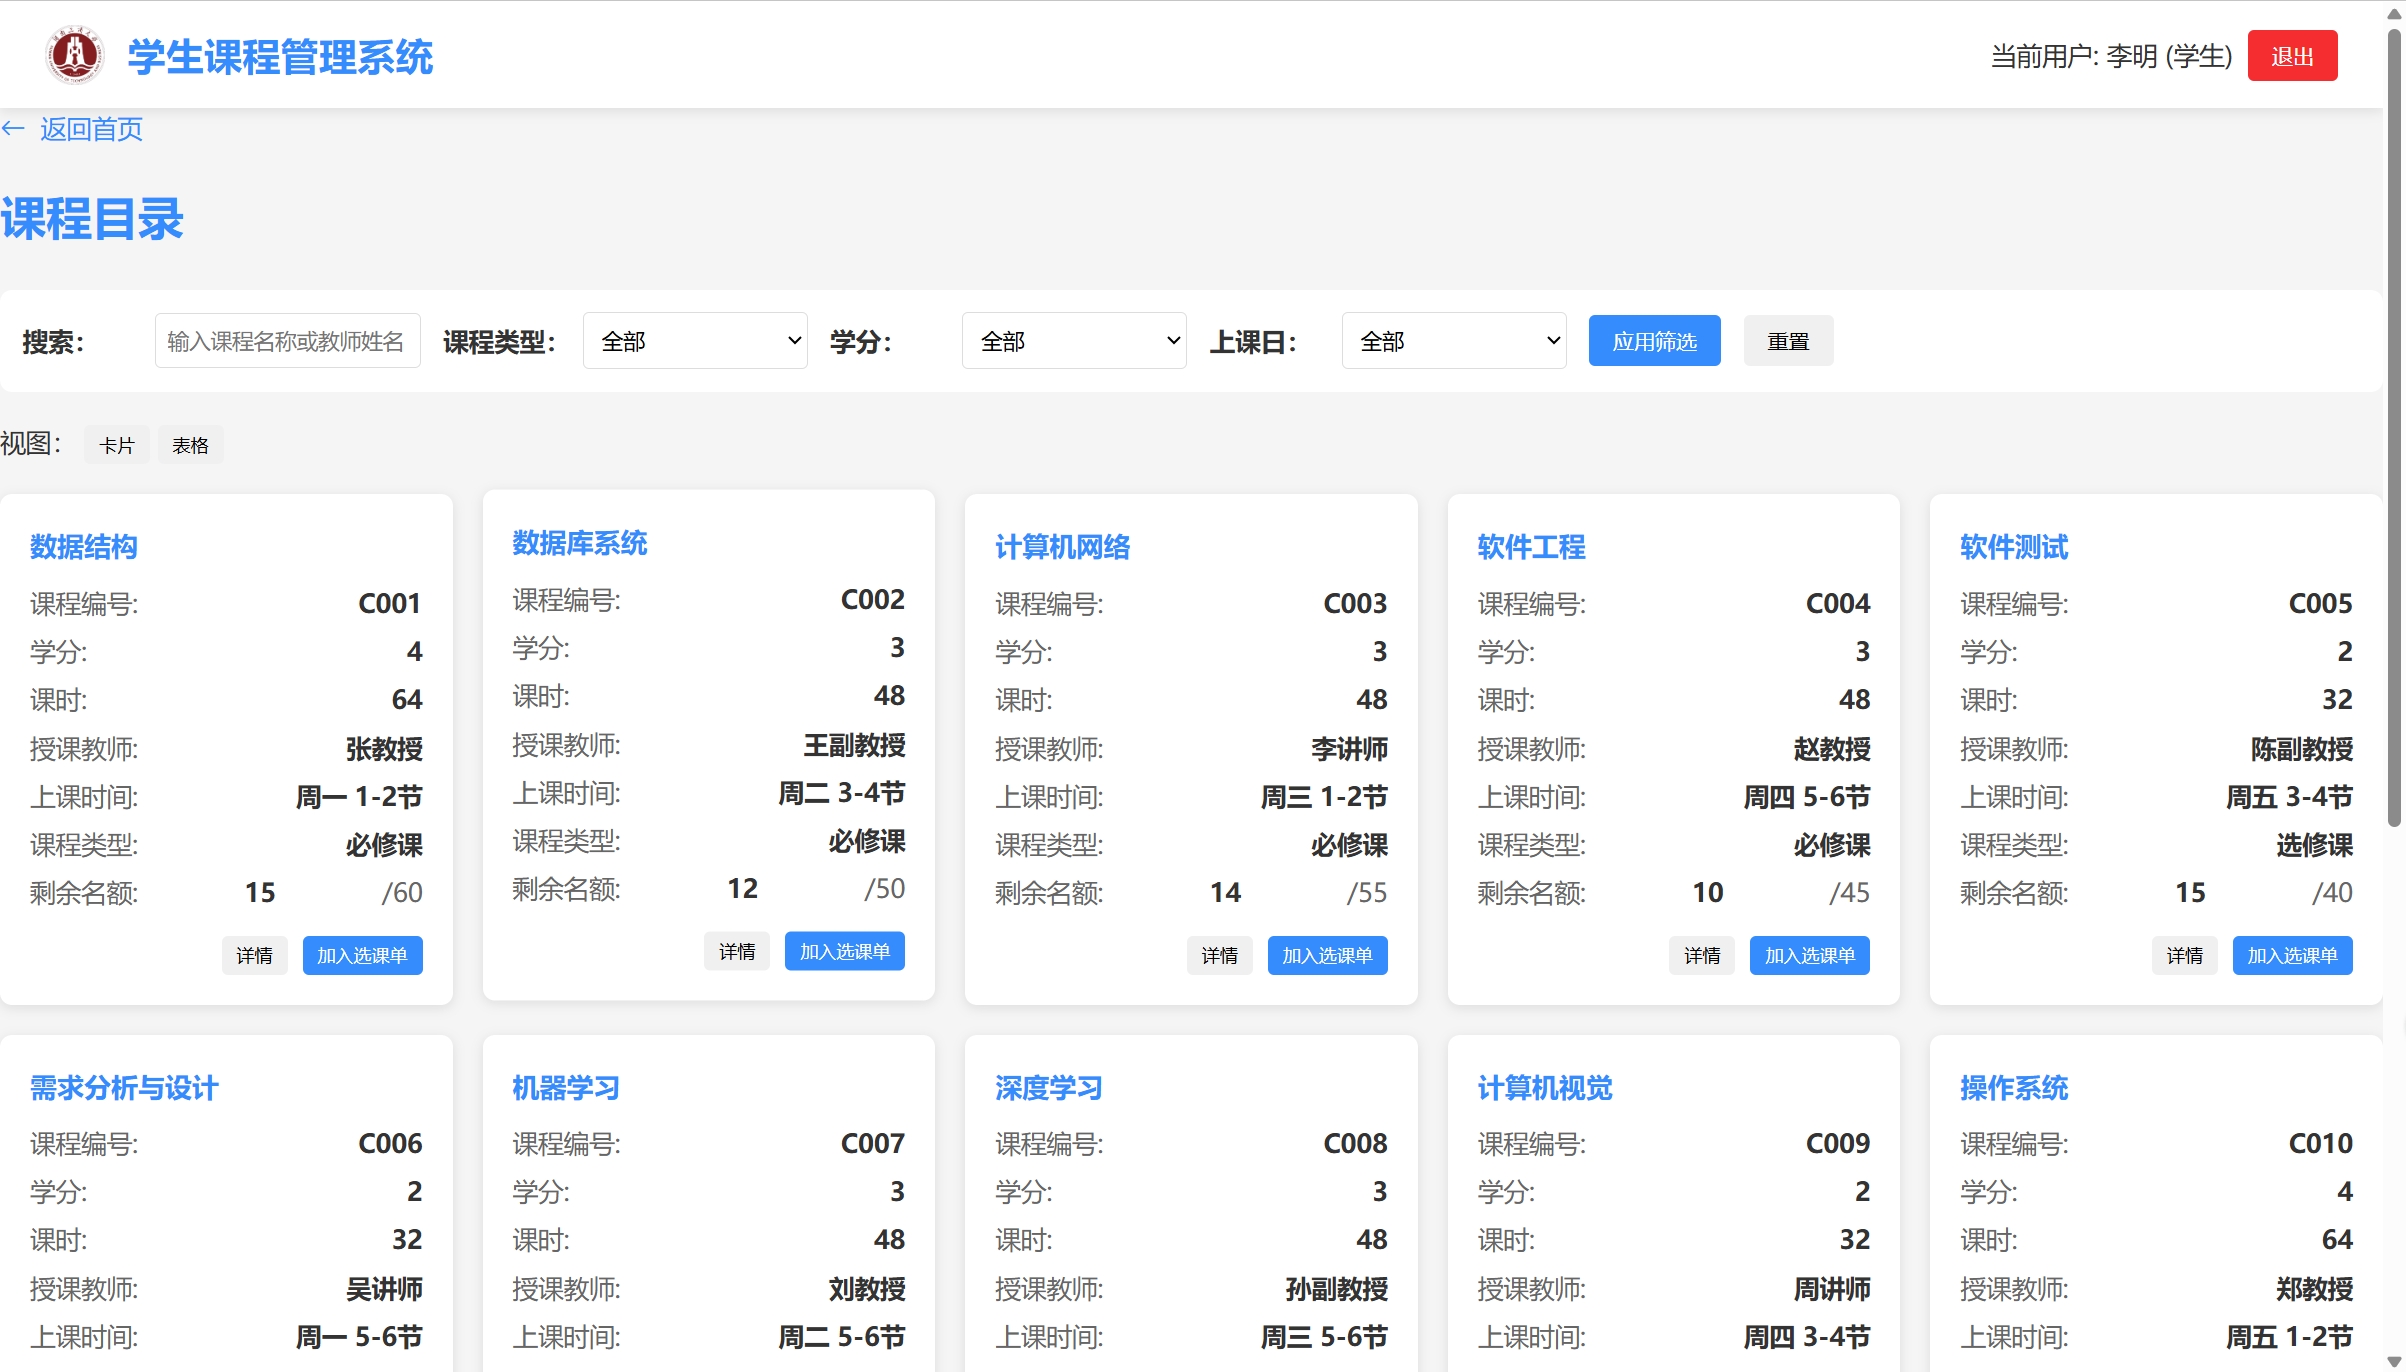 学生课程管理系统
当前用户: 李明 (学生) 退出
← 返回首页
课程目录
搜索: 输入课程名称或教师姓名 课程类型: 全部 学分: 全部 上课日: 全部 应用筛选 重置
视图: 卡片 表格
数据结构
课程编号: C001
学分: 4
课时: 64
授课教师: 张教授
上课时间: 周一 1-2节
课程类型: 必修课
剩余名额: 15 /60
详情 加入选课单
数据库系统
课程编号: C002
学分: 3
课时: 48
授课教师: 王副教授
上课时间: 周二 3-4节
课程类型: 必修课
剩余名额: 12 /50
详情 加入选课单
计算机网络
课程编号: C003
学分: 3
课时: 48
授课教师: 李讲师
上课时间: 周三 1-2节
课程类型: 必修课
剩余名额: 14 /55
详情 加入选课单
软件工程
课程编号: C004
学分: 3
课时: 48
授课教师: 赵教授
上课时间: 周四 5-6节
课程类型: 必修课
剩余名额: 10 /45
详情 加入选课单
软件测试
课程编号: C005
学分: 2
课时: 32
授课教师: 陈副教授
上课时间: 周五 3-4节
课程类型: 选修课
剩余名额: 15 /40
详情 加入选课单
需求分析与设计
课程编号: C006
学分: 2
课时: 32
授课教师: 吴讲师
上课时间: 周一 5-6节
机器学习
课程编号: C007
学分: 3
课时: 48
授课教师: 刘教授
上课时间: 周二 5-6节
深度学习
课程编号: C008
学分: 3
课时: 48
授课教师: 孙副教授
上课时间: 周三 5-6节
计算机视觉
课程编号: C009
学分: 2
课时: 32
授课教师: 周讲师
上课时间: 周四 3-4节
操作系统
课程编号: C010
学分: 4
课时: 64
授课教师: 郑教授
上课时间: 周五 1-2节